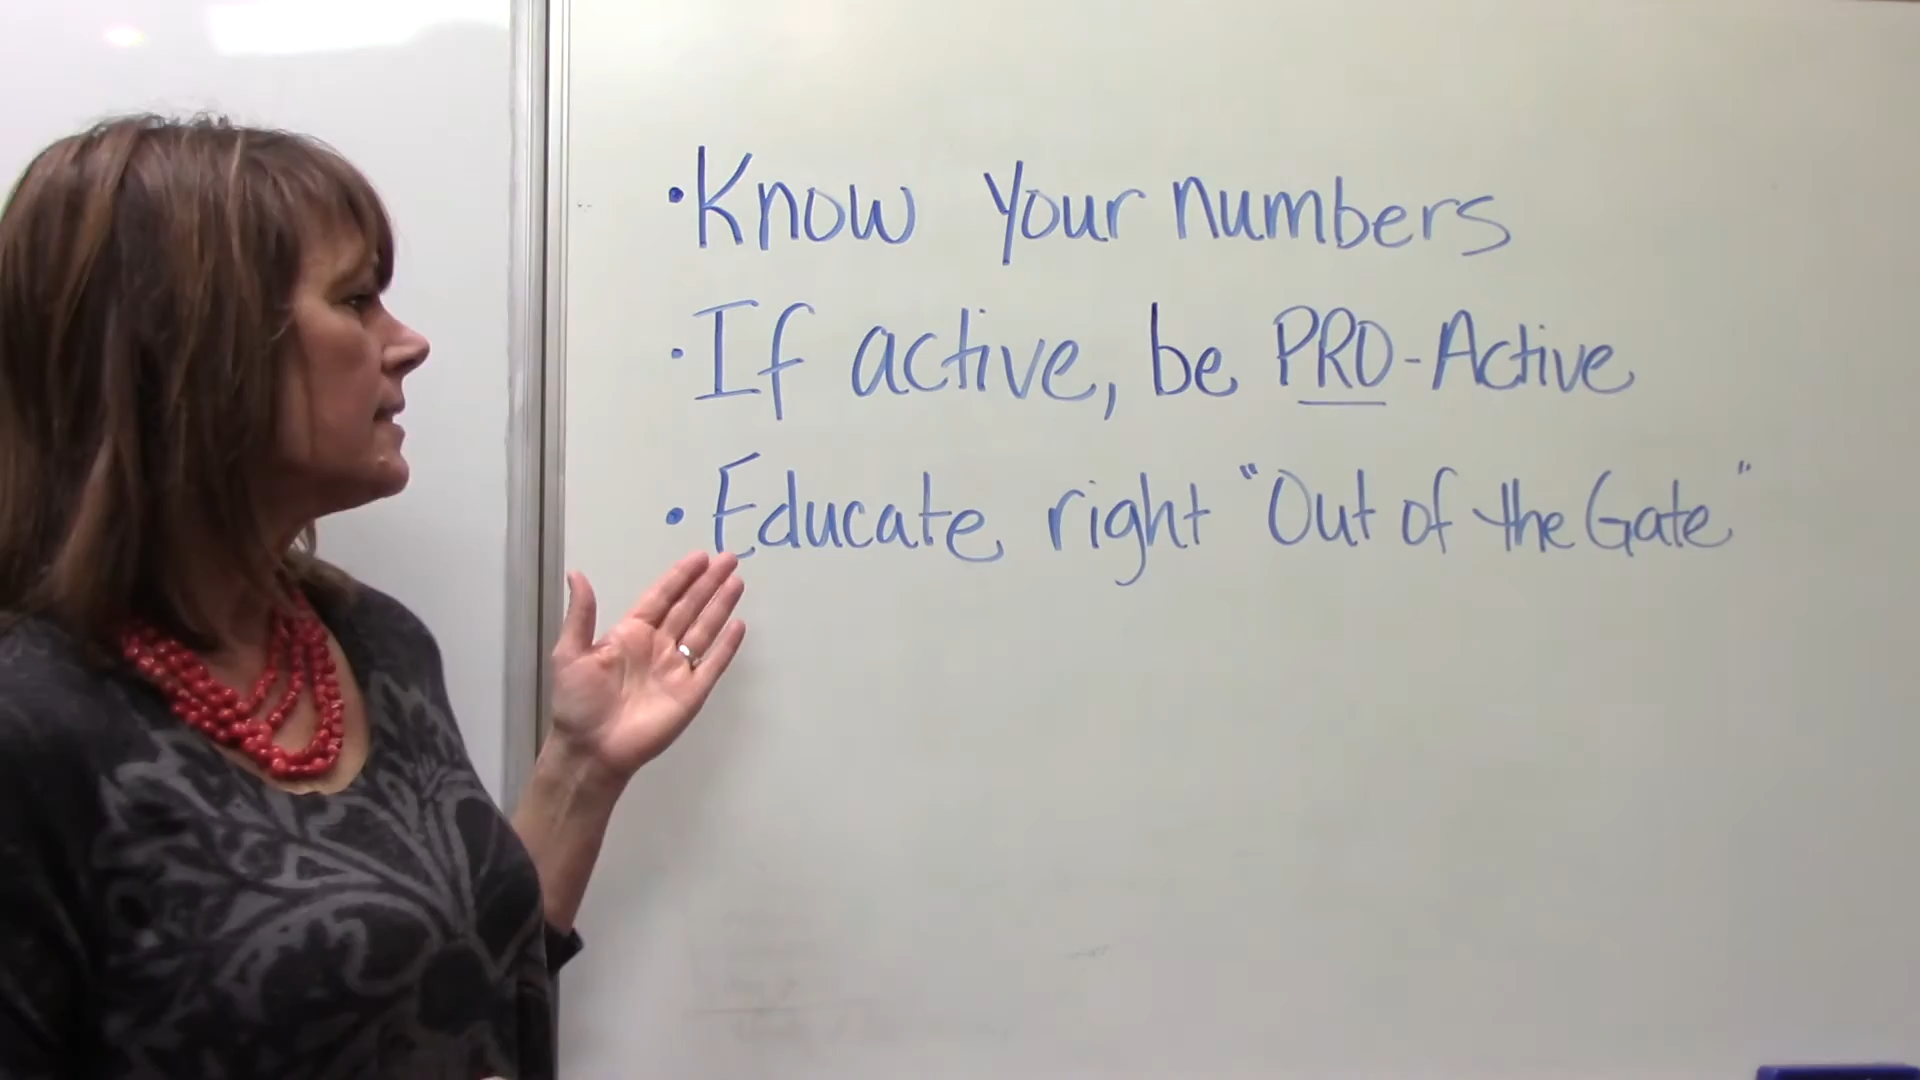 ·Know your numbers
·If active, be PRO-Active
·Educate right "Out of the Gate"